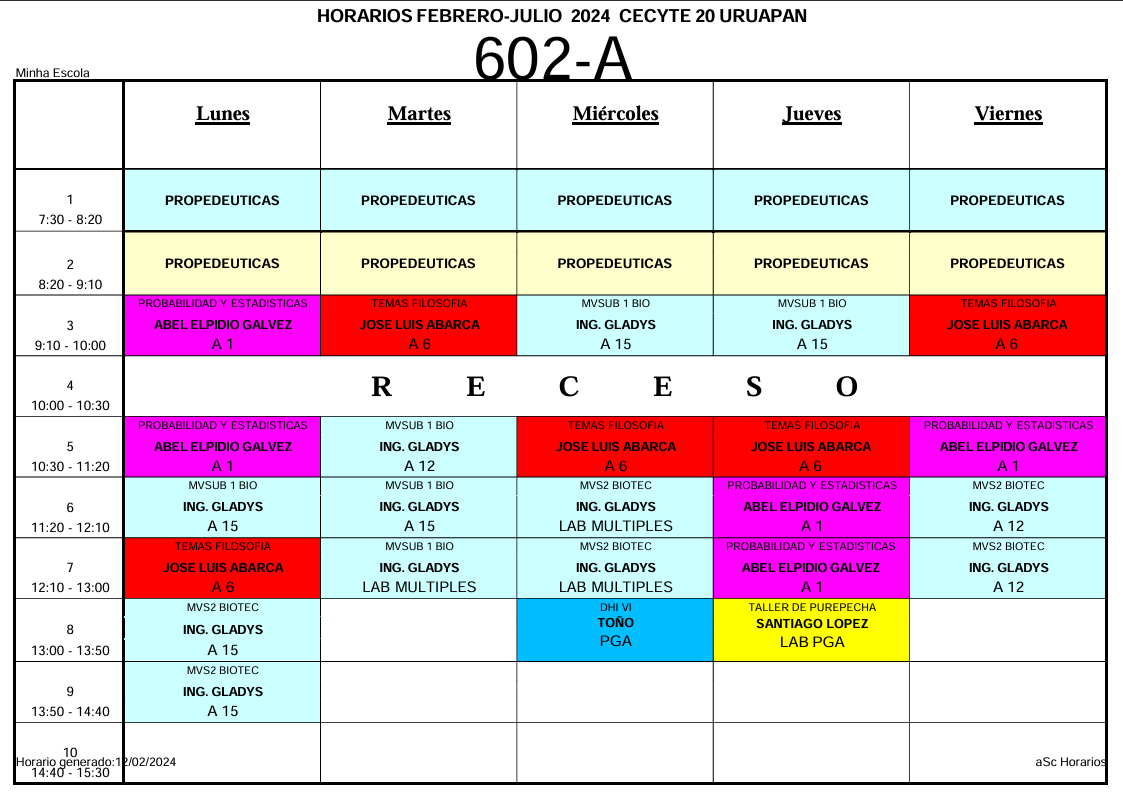 HORARIOS FEBRERO-JULIO 2024 CECYTE 20 URUAPAN
602-A
Minha Escola
Lunes Martes Miércoles Jueves Viernes
1
7:30 - 8:20
PROPEDEUTICAS PROPEDEUTICAS PROPEDEUTICAS PROPEDEUTICAS PROPEDEUTICAS
2
8:20 - 9:10
PROPEDEUTICAS PROPEDEUTICAS PROPEDEUTICAS PROPEDEUTICAS PROPEDEUTICAS
PROBABILIDAD Y ESTADISTICAS TEMAS FILOSOFIA MVSUB 1 BIO MVSUB 1 BIO TEMAS FILOSOFIA
3 ABEL ELPIDIO GALVEZ JOSE LUIS ABARCA ING. GLADYS ING. GLADYS JOSE LUIS ABARCA
9:10 - 10:00 A 1 A 6 A 15 A 15 A 6
4
10:00 - 10:30
R E C E S O
PROBABILIDAD Y ESTADISTICAS MVSUB 1 BIO TEMAS FILOSOFIA TEMAS FILOSOFIA PROBABILIDAD Y ESTADISTICAS
5 ABEL ELPIDIO GALVEZ ING. GLADYS JOSE LUIS ABARCA JOSE LUIS ABARCA ABEL ELPIDIO GALVEZ
10:30 - 11:20 A 1 A 12 A 6 A 6 A 1
MVSUB 1 BIO MVSUB 1 BIO MVS2 BIOTEC PROBABILIDAD Y ESTADISTICAS MVS2 BIOTEC
6 ING. GLADYS ING. GLADYS ING. GLADYS ABEL ELPIDIO GALVEZ ING. GLADYS
11:20 - 12:10 A 15 A 15 LAB MULTIPLES A 1 A 12
TEMAS FILOSOFIA MVSUB 1 BIO MVS2 BIOTEC PROBABILIDAD Y ESTADISTICAS MVS2 BIOTEC
7 JOSE LUIS ABARCA ING. GLADYS ING. GLADYS ABEL ELPIDIO GALVEZ ING. GLADYS
12:10 - 13:00 A 6 LAB MULTIPLES LAB MULTIPLES A 1 A 12
MVS2 BIOTEC DHI VI TALLER DE PUREPECHA
8 ING. GLADYS TOÑO SANTIAGO LOPEZ
13:00 - 13:50 A 15 PGA LAB PGA
MVS2 BIOTEC
9 ING. GLADYS
13:50 - 14:40 A 15
10
14:40 - 15:30
Horario generado:12/02/2024 aSc Horarios